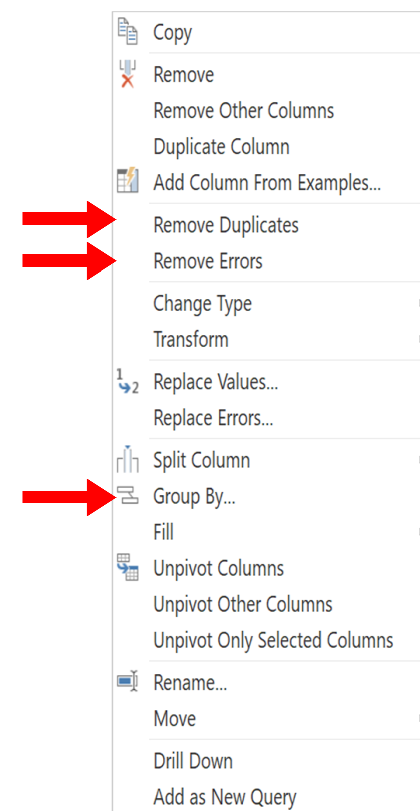 Copy
Remove
Remove Other Columns
Duplicate Column
Add Column From Examples...
Remove Duplicates
Remove Errors
Change Type
Transform
1
2
Replace Values...
Replace Errors...
Split Column
Group By...
Fill
Unpivot Columns
Unpivot Other Columns
Unpivot Only Selected Columns
Rename...
Move
Drill Down
Add as New Query